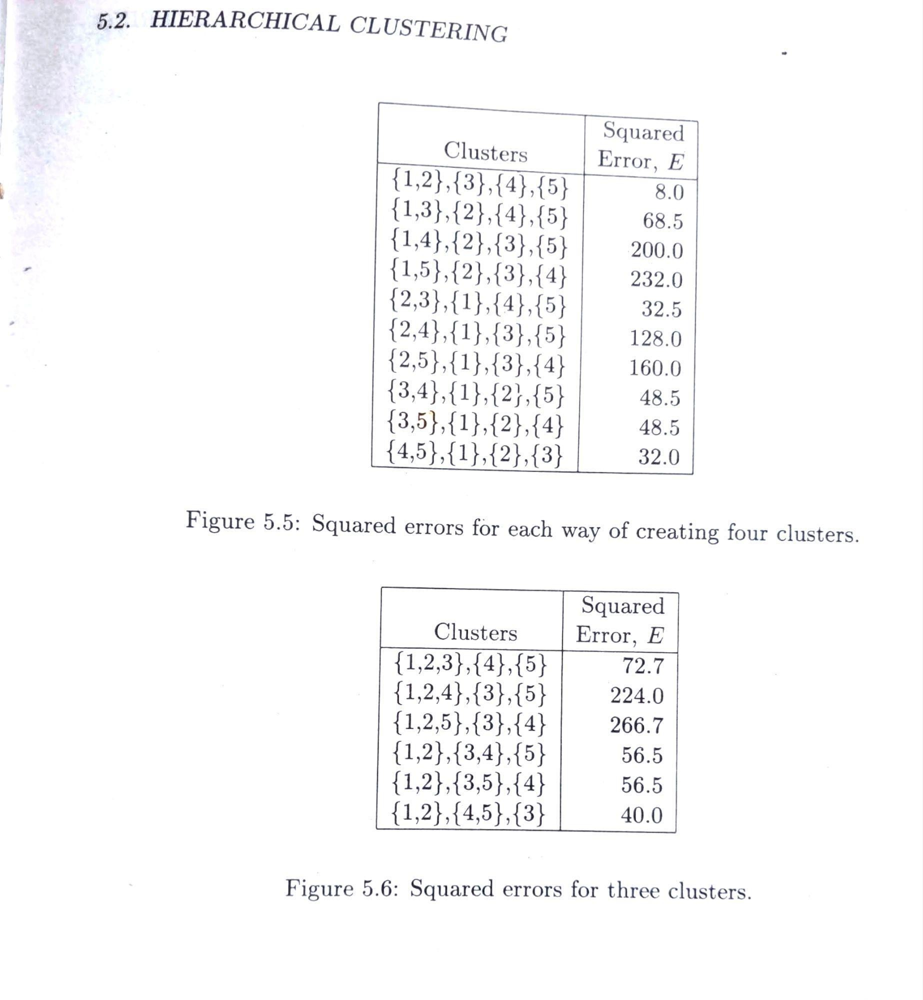 5.2. HIERARCHICAL CLUSTERING
Squared
Clusters Error, E
{1,2},{3},{4},{5} 8.0
{1,3},{2},{4},{5} 68.5
{1,4},{2},{3},{5} 200.0
{1,5},{2},{3},{4} 232.0
{2,3},{1},{4},{5} 32.5
{2,4},{1},{3},{5} 128.0
{2,5},{1},{3},{4} 160.0
{3,4},{1},{2},{5} 48.5
{3,5},{1},{2},{4} 48.5
{4,5},{1},{2},{3} 32.0
Figure 5.5: Squared errors for each way of creating four clusters.
Squared
Clusters Error, E
{1,2,3},{4},{5} 72.7
{1,2,4},{3},{5} 224.0
{1,2,5},{3},{4} 266.7
{1,2},{3,4},{5} 56.5
{1,2},{3,5},{4} 56.5
{1,2},{4,5},{3} 40.0
Figure 5.6: Squared errors for three clusters.